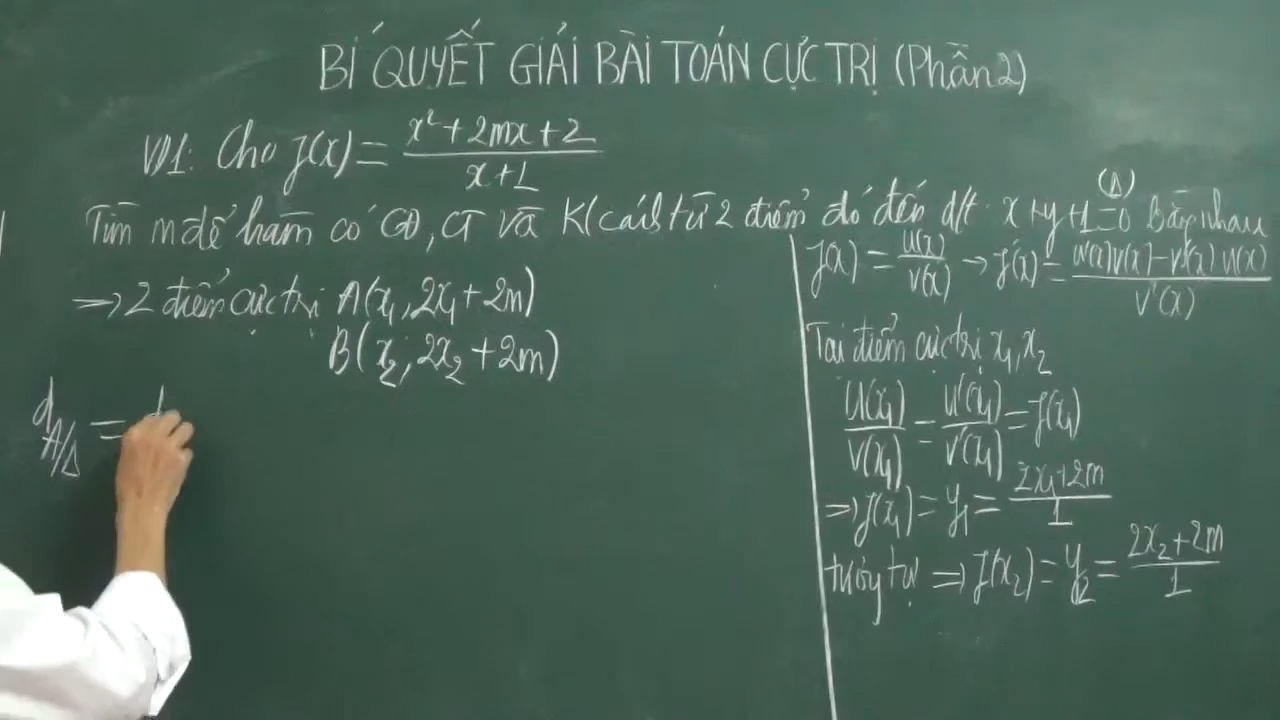 BÍ QUYẾT GIẢI BÀI TOÁN CỰC TRỊ (Phần 2)
VD1: Cho f(x) = (x² + 2mx + 2)/(x + 1)
Tìm m để hàm có CĐ, CT và K/cách từ 2 điểm đó đến đ/t x + y + 1 = 0 (Δ) Bằng nhau
⇒ 2 điểm cực trị A(x₁, 2x₁ + 2m)
B(x₂, 2x₂ + 2m)
d A/Δ = d
f(x) = u(x)/v(x) → f'(x) = (u'(x)v(x) − v'(x)u(x))/v²(x)
Tại điểm cực trị x₁, x₂
u(x₁)/v(x₁) = u'(x₁)/v'(x₁) = f(x₁)
⇒ f(x₁) = y₁ = (2x₁ + 2m)/1
tương tự ⇒ f(x₂) = y₂ = (2x₂ + 2m)/1